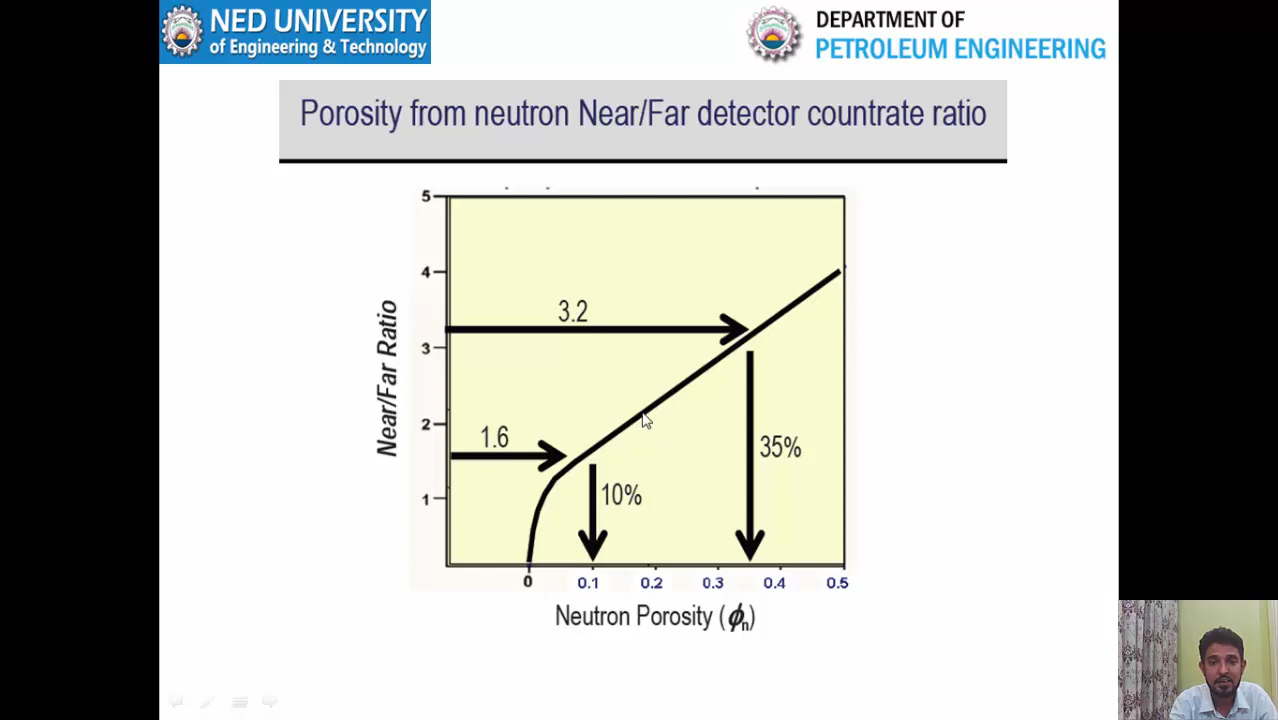 NED UNIVERSITY
of Engineering & Technology
DEPARTMENT OF
PETROLEUM ENGINEERING
Porosity from neutron Near/Far detector countrate ratio
5
4
3.2
3
Near/Far Ratio
2
1.6
35%
1
10%
0 0.1 0.2 0.3 0.4 0.5
Neutron Porosity (ϕn)